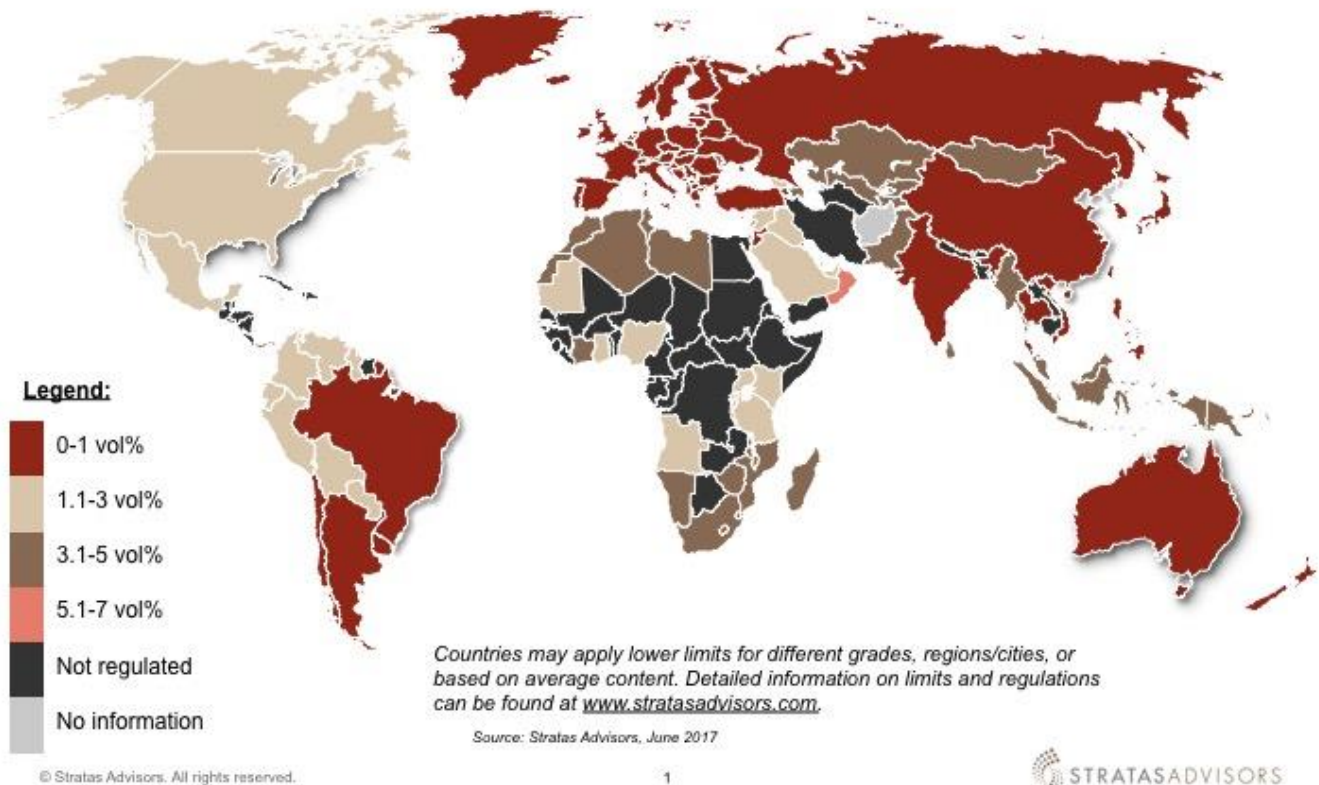 Legend:
0-1 vol%
1.1-3 vol%
3.1-5 vol%
5.1-7 vol%
Not regulated
No information
Countries may apply lower limits for different grades, regions/cities, or
based on average content. Detailed information on limits and regulations
can be found at www.stratasadvisors.com.
Source: Stratas Advisors, June 2017
© Stratas Advisors. All rights reserved.
1
STRATASADVISORS